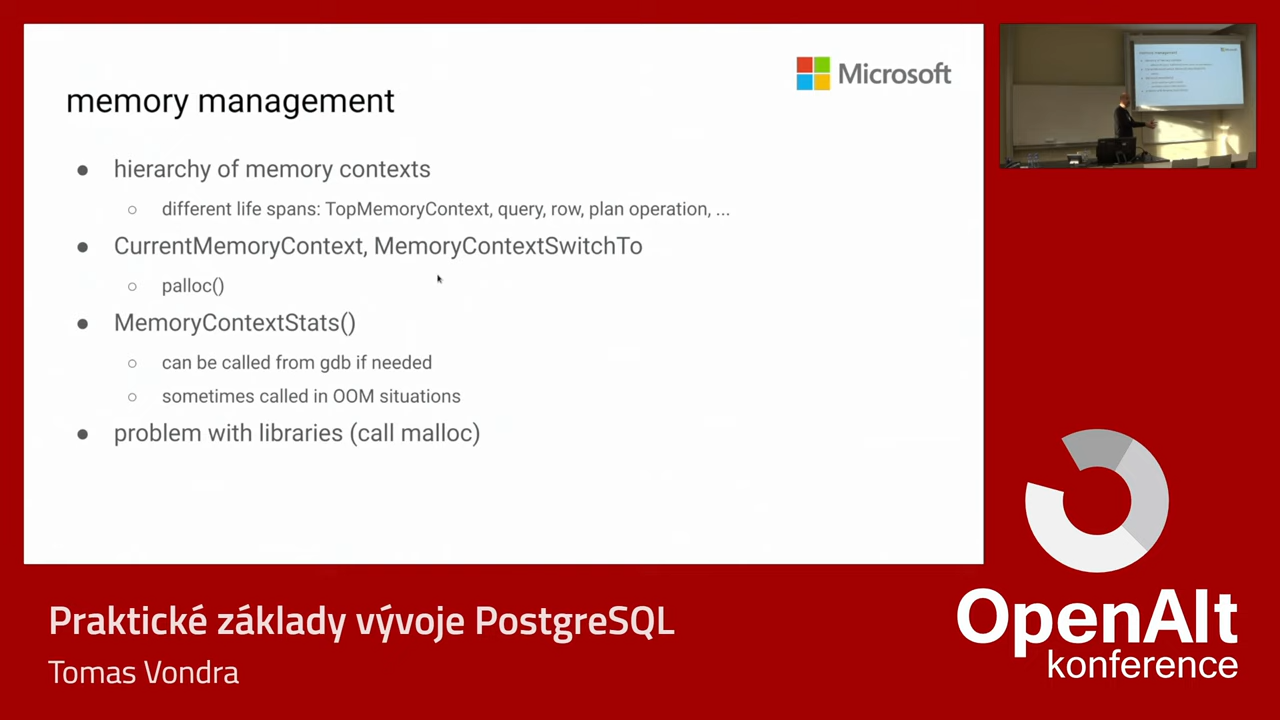 Microsoft
memory management
● hierarchy of memory contexts
○ different life spans: TopMemoryContext, query, row, plan operation, ...
● CurrentMemoryContext, MemoryContextSwitchTo
○ palloc()
● MemoryContextStats()
○ can be called from gdb if needed
○ sometimes called in OOM situations
● problem with libraries (call malloc)
Praktické základy vývoje PostgreSQL
Tomas Vondra
OpenAlt
konference